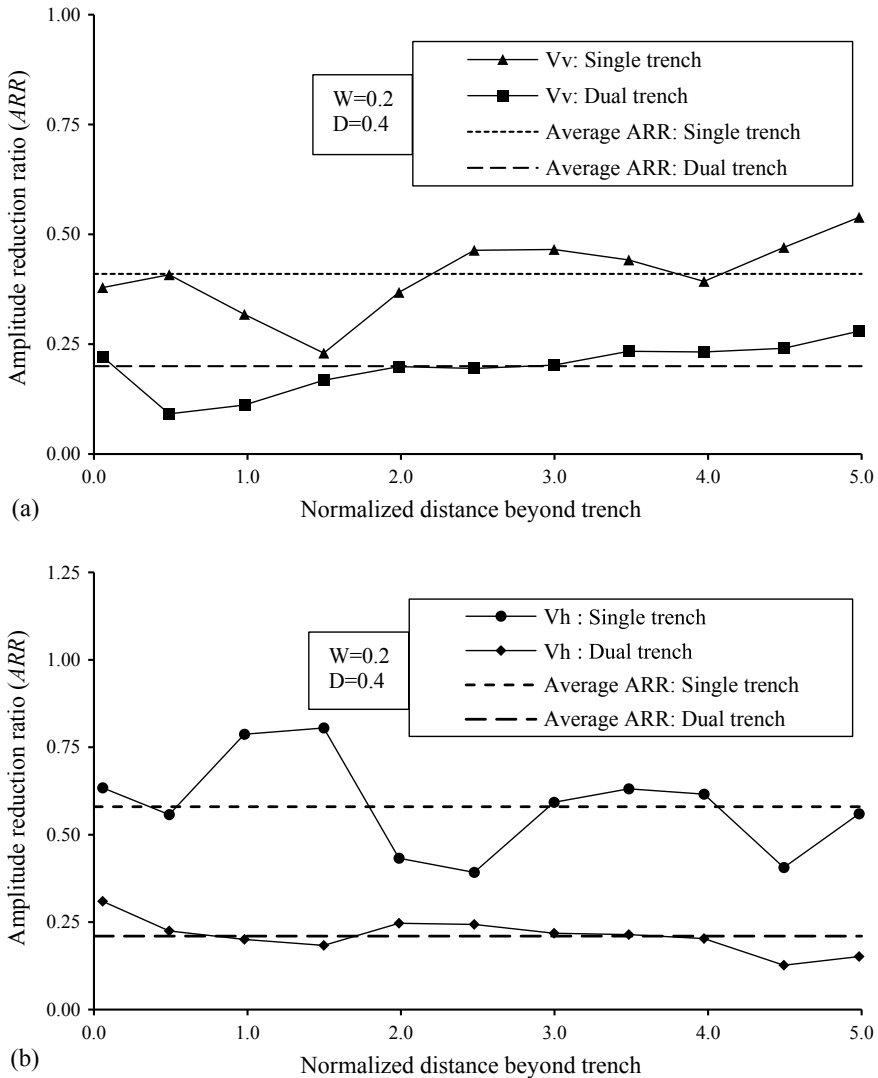 1.00
Vv: Single trench
Vv: Dual trench
Average ARR: Single trench
Average ARR: Dual trench
W=0.2
D=0.4
0.75
0.50
0.25
0.00
Amplitude reduction ratio (ARR)
0.0 1.0 2.0 3.0 4.0 5.0
(a)
Normalized distance beyond trench
1.25
Vh : Single trench
Vh : Dual trench
Average ARR: Single trench
Average ARR: Dual trench
W=0.2
D=0.4
1.00
0.75
0.50
0.25
0.00
Amplitude reduction ratio (ARR)
0.0 1.0 2.0 3.0 4.0 5.0
(b)
Normalized distance beyond trench